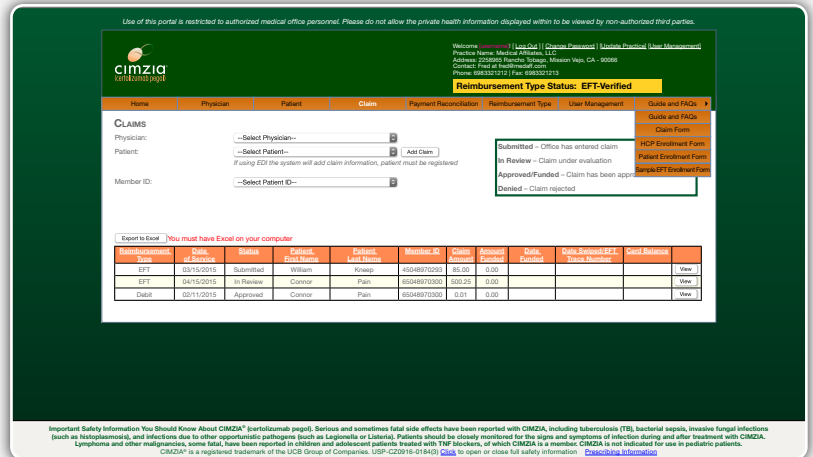 Use of this portal is restricted to authorized medical office personnel. Please do not allow the private health information displayed within to be viewed by non-authorized third parties.
cimzia
(certolizumab pegol)
Welcome [username]! [ Log Out ] [ Change Password ] [Update Practice] [User Management]
Practice Name: Medical Affiliates, LLC
Address: 2258965 Rancho Tobago, Mission Vejo, CA - 90066
Contact: Fred at fred@medaff.com
Phone: 6983321212 | Fax: 6983321213
Reimbursement Type Status: EFT-Verified
Home Physician Patient Claim Payment Reconciliation Reimbursement Type User Management Guide and FAQs
Guide and FAQs
Claim Form
HCP Enrollment Form
Patient Enrollment Form
Sample EFT Enrollment Form
CLAIMS
Physician: --Select Physician--
Patient: --Select Patient-- Add Claim
If using EDI the system will add claim information, patient must be registered
Member ID: --Select Patient ID--
Submitted – Office has entered claim
In Review – Claim under evaluation
Approved/Funded – Claim has been appr
Denied – Claim rejected
Export to Excel You must have Excel on your computer
Reimbursement Type Date of Service Status Patient First Name Patient Last Name Member ID Claim Amount Amount Funded Date Funded Date Swiped/EFT Trace Number Card Balance
EFT 03/15/2015 Submitted William Kneep 45048970293 85.00 0.00 View
EFT 04/15/2015 In Review Connor Pain 65048970300 500.25 0.00 View
Debit 02/11/2015 Approved Connor Pain 65048970300 0.01 0.00 View
Important Safety Information You Should Know About CIMZIA® (certolizumab pegol). Serious and sometimes fatal side effects have been reported with CIMZIA, including tuberculosis (TB), bacterial sepsis, invasive fungal infections
(such as histoplasmosis), and infections due to other opportunistic pathogens (such as Legionella or Listeria). Patients should be closely monitored for the signs and symptoms of infection during and after treatment with CIMZIA.
Lymphoma and other malignancies, some fatal, have been reported in children and adolescent patients treated with TNF blockers, of which CIMZIA is a member. CIMZIA is not indicated for use in pediatric patients.
CIMZIA® is a registered trademark of the UCB Group of Companies. USP-CZ0916-0184(3) Click to open or close full safety information Prescribing Information